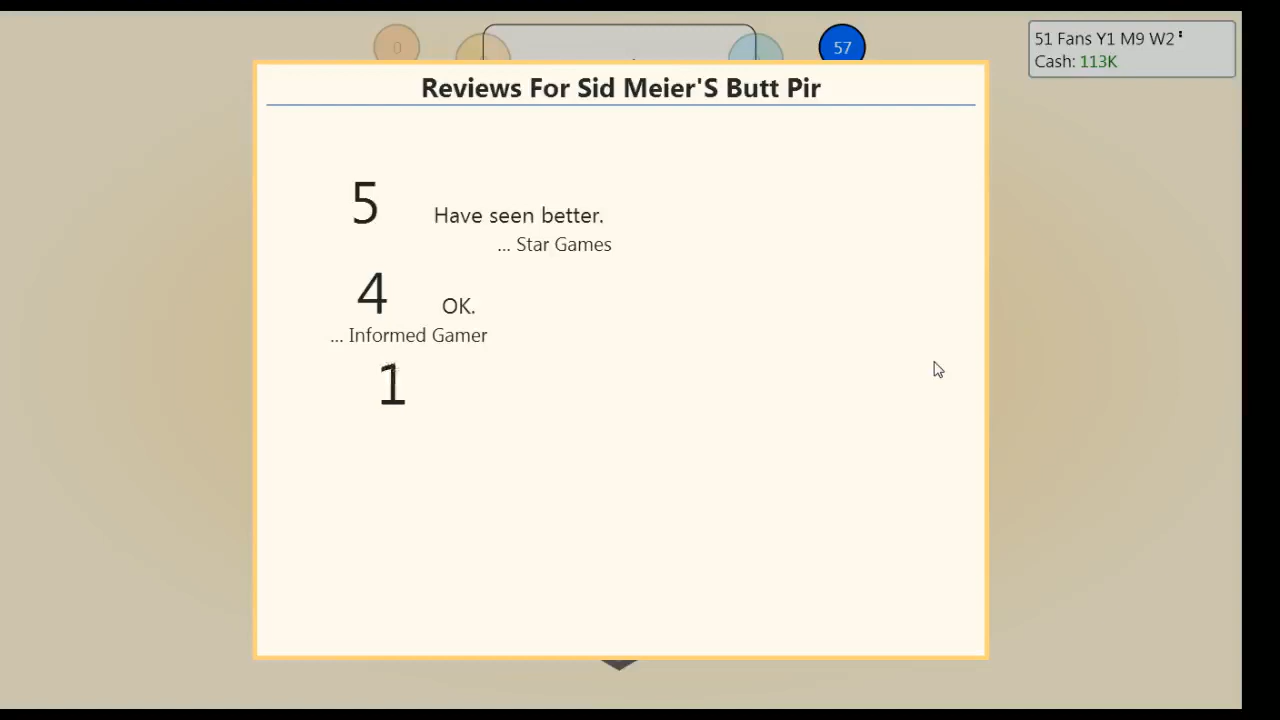 0
57
51 Fans Y1 M9 W2
Cash: 113K
Reviews For Sid Meier'S Butt Pir
5 Have seen better.
... Star Games
4 OK.
... Informed Gamer
1